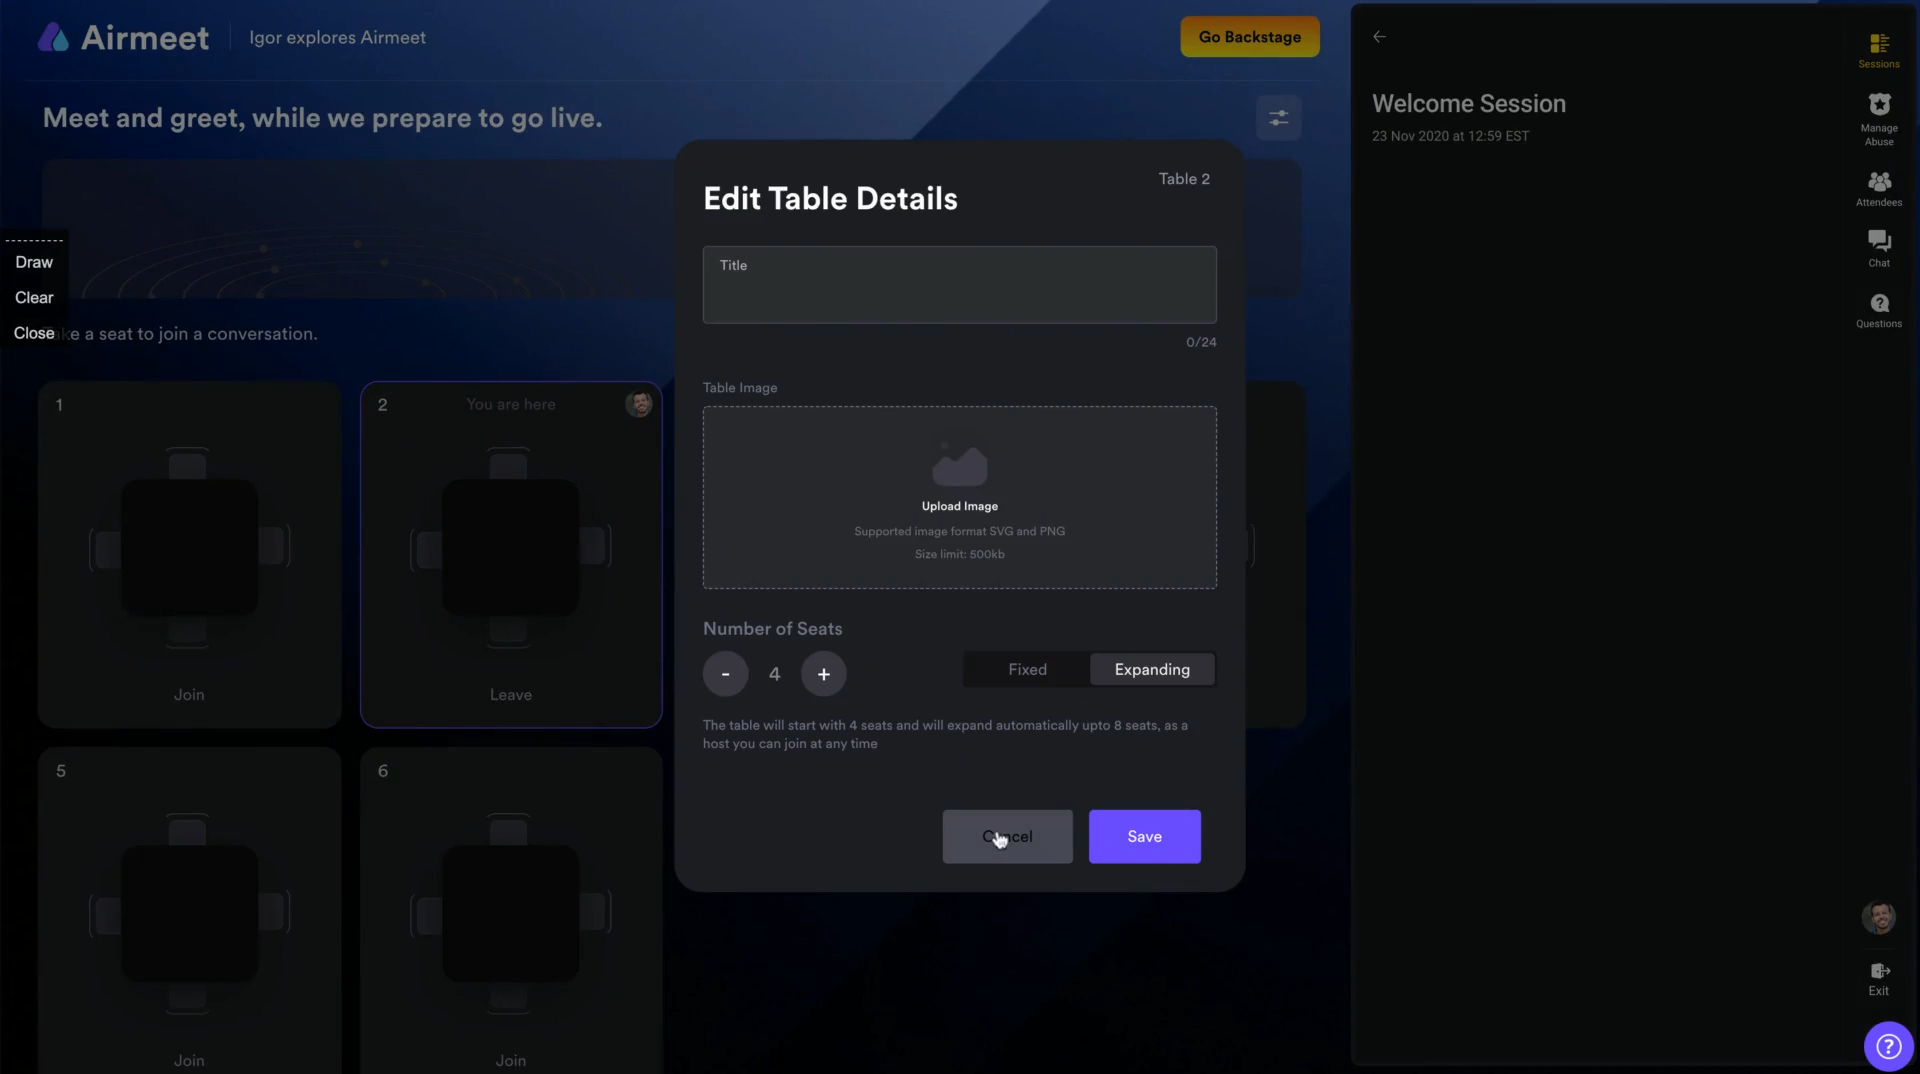 Airmeet
Igor explores Airmeet
Go Backstage
Meet and greet, while we prepare to go live.
Draw
Clear
Close
ke a seat to join a conversation.
1
Join
2
You are here
Leave
5
Join
6
Join
Table 2
Edit Table Details
Title
0/24
Table Image
Upload Image
Supported image format SVG and PNG
Size limit: 500kb
Number of Seats
- 4 +
Fixed
Expanding
The table will start with 4 seats and will expand automatically upto 8 seats, as a
host you can join at any time
Cancel
Save
Welcome Session
23 Nov 2020 at 12:59 EST
Sessions
Manage
Abuse
Attendees
Chat
Questions
Exit
?